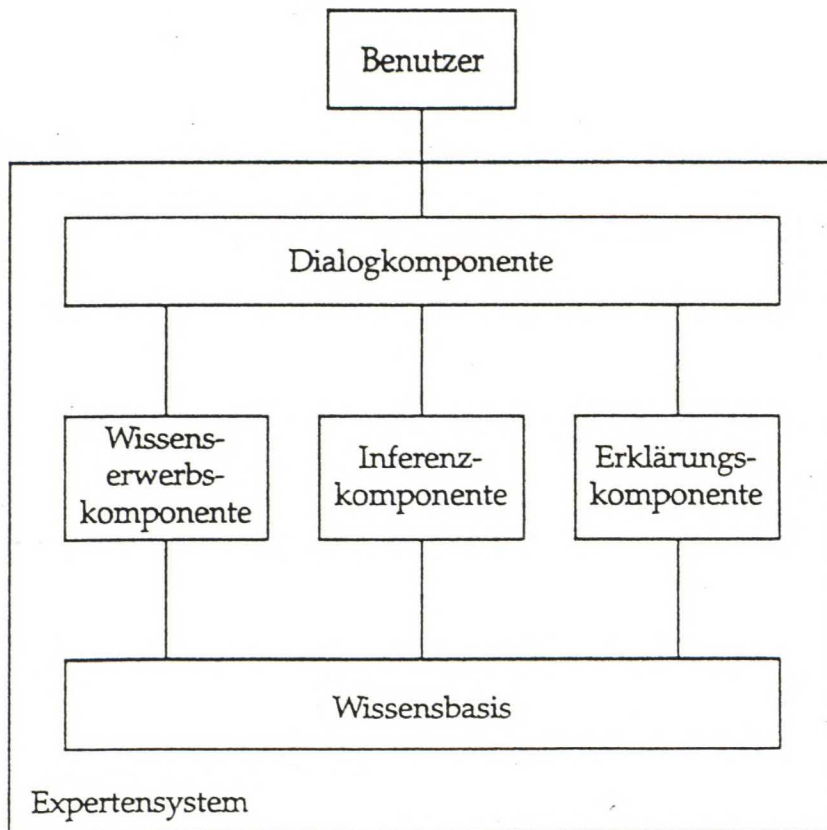 Benutzer
Dialogkomponente
Wissens-
erwerbs-
komponente
Inferenz-
komponente
Erklärungs-
komponente
Wissensbasis
Expertensystem